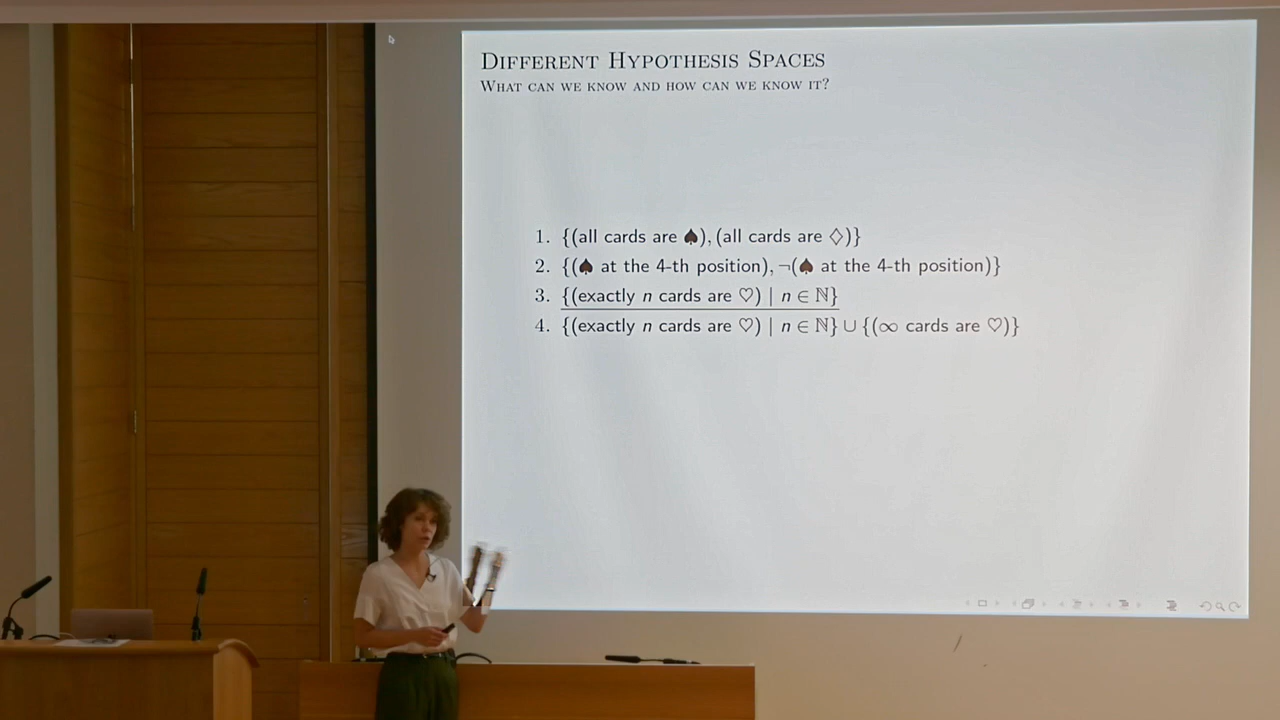 DIFFERENT HYPOTHESIS SPACES
WHAT CAN WE KNOW AND HOW CAN WE KNOW IT?
1. {(all cards are ♠), (all cards are ♢)}
2. {(♠ at the 4-th position), ¬(♠ at the 4-th position)}
3. {(exactly n cards are ♡) | n ∈ ℕ}
4. {(exactly n cards are ♡) | n ∈ ℕ} ∪ {(∞ cards are ♡)}